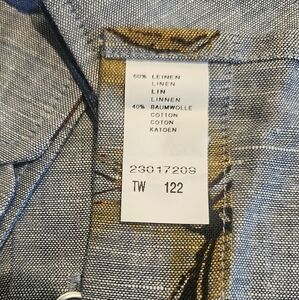 60% LEINEN
LINEN
LIN
LINNEN
40% BAUMWOLLE
COTTON
COTON
KATOEN
23017209
TW 122